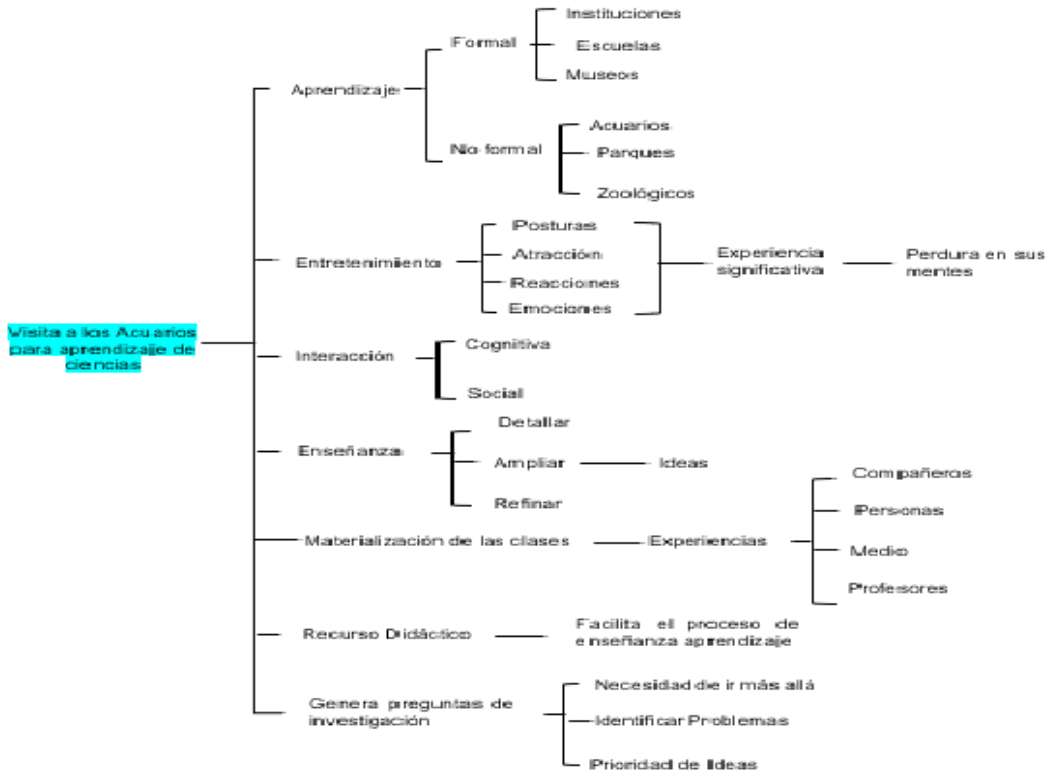 Visita a los Acuarios
para aprendizaje de
ciencias
Aprendizaje
Formal
Instituciones
Escuelas
Museos
No formal
Acuarios
Parques
Zoológicos
Entretenimiento
Posturas
Atracción
Reacciones
Emociones
Experiencia
significativa
Perdura en sus
mentes
Interacción
Cognitiva
Social
Enseñanza
Detallar
Ampliar
Ideas
Refinar
Materialización de las clases
Experiencias
Compañeros
Personas
Medio
Profesores
Recurso Didáctico
Facilita el proceso de
enseñanza aprendizaje
Genera preguntas de
investigación
Necesidad de ir más allá
Identificar Problemas
Prioridad de Ideas